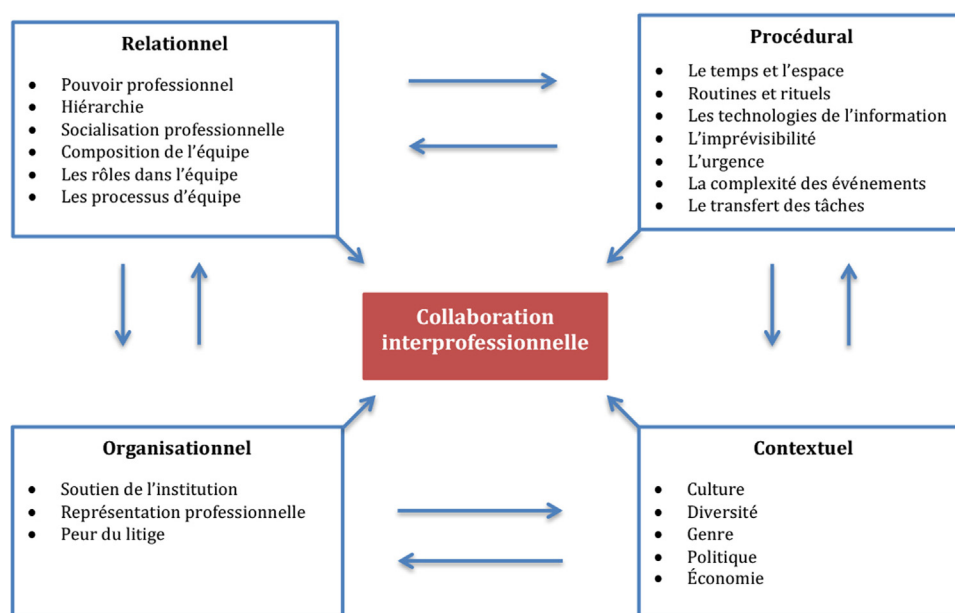 Relationnel
• Pouvoir professionnel
• Hiérarchie
• Socialisation professionnelle
• Composition de l’équipe
• Les rôles dans l’équipe
• Les processus d’équipe
Procédural
• Le temps et l’espace
• Routines et rituels
• Les technologies de l’information
• L’imprévisibilité
• L’urgence
• La complexité des événements
• Le transfert des tâches
Collaboration
interprofessionnelle
Organisationnel
• Soutien de l’institution
• Représentation professionnelle
• Peur du litige
Contextuel
• Culture
• Diversité
• Genre
• Politique
• Économie